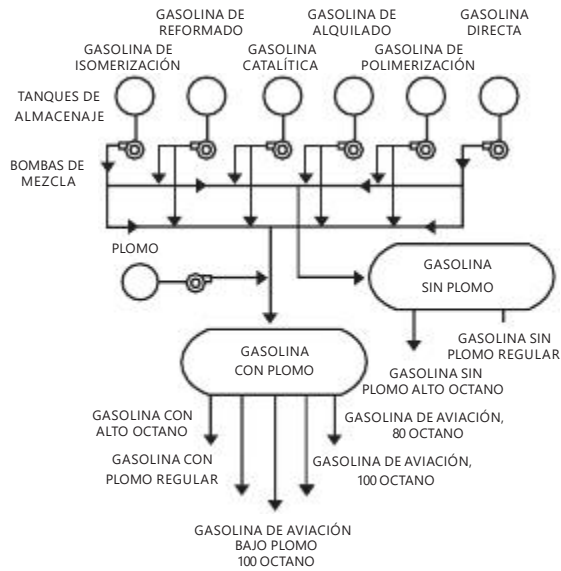 GASOLINA DE
REFORMADO
GASOLINA DE
ALQUILADO
GASOLINA
DIRECTA
GASOLINA DE
ISOMERIZACIÓN
GASOLINA
CATALÍTICA
GASOLINA DE
POLIMERIZACIÓN
TANQUES DE
ALMACENAJE
BOMBAS DE
MEZCLA
PLOMO
GASOLINA
SIN PLOMO
GASOLINA SIN
PLOMO REGULAR
GASOLINA
CON PLOMO
GASOLINA SIN
PLOMO ALTO OCTANO
GASOLINA CON
ALTO OCTANO
GASOLINA DE AVIACIÓN,
80 OCTANO
GASOLINA CON
PLOMO REGULAR
GASOLINA DE AVIACIÓN,
100 OCTANO
GASOLINA DE AVIACIÓN
BAJO PLOMO
100 OCTANO